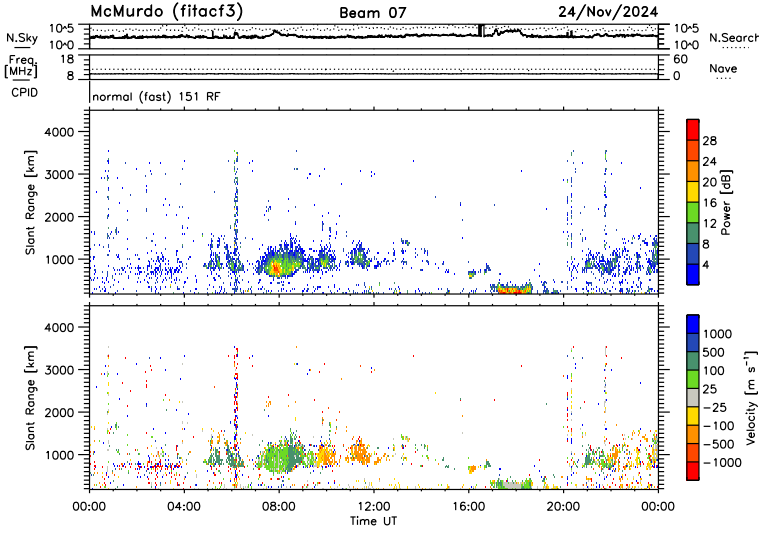 McMurdo (fitacf3) Beam 07 24/Nov/2024
N.Sky 10^5 10^0 10^5 10^0 N.Search
Freq. [MHz] 18 8 60 0 Nave
CPID normal (fast) 151 RF
Slant Range [km] 4000 3000 2000 1000
28 24 20 16 12 8 4 Power [dB]
Slant Range [km] 4000 3000 2000 1000
1000 500 100 25 −25 −100 −500 −1000 Velocity [m s⁻¹]
00:00 04:00 08:00 12:00 16:00 20:00 00:00
Time UT